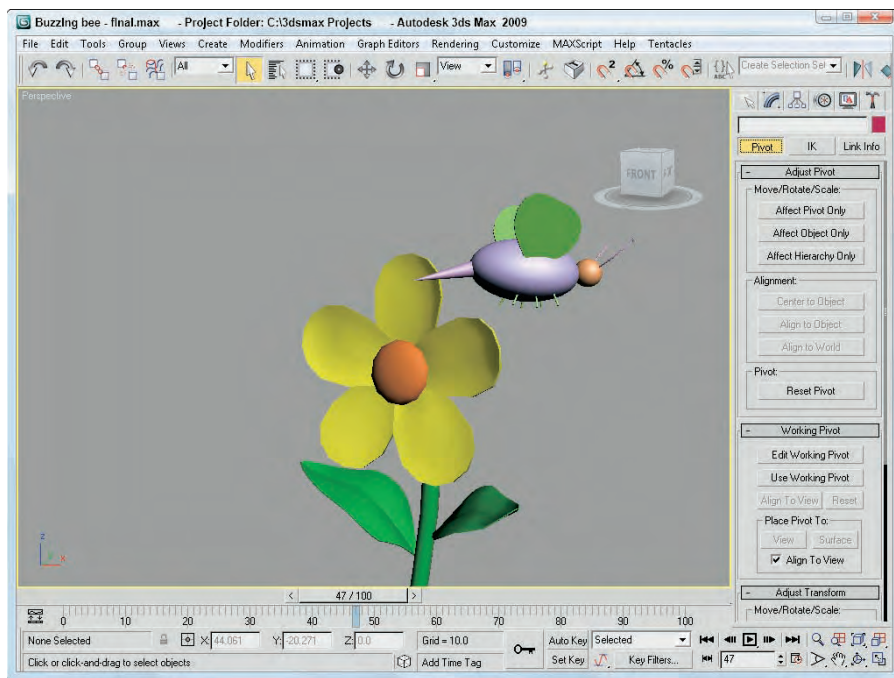 Buzzing bee - final.max - Project Folder: C:\3dsmax Projects - Autodesk 3ds Max 2009
File Edit Tools Group Views Create Modifiers Animation Graph Editors Rendering Customize MAXScript Help Tentacles
All View Create Selection Set
Perspective
FRONT
Pivot IK Link Info
- Adjust Pivot
Move/Rotate/Scale:
Affect Pivot Only
Affect Object Only
Affect Hierarchy Only
Alignment:
Center to Object
Align to Object
Align to World
Pivot:
Reset Pivot
- Working Pivot
Edit Working Pivot
Use Working Pivot
Align To View Reset
Place Pivot To:
View Surface
Align To View
- Adjust Transform
Move/Rotate/Scale:
z
y
x
< 47 / 100 >
0 10 20 30 40 50 60 70 80 90 100
None Selected X: 44.061 Y: -20.271 Z: 0.0 Grid = 10.0 Auto Key Selected
Click or click-and-drag to select objects Add Time Tag Set Key Key Filters... 47